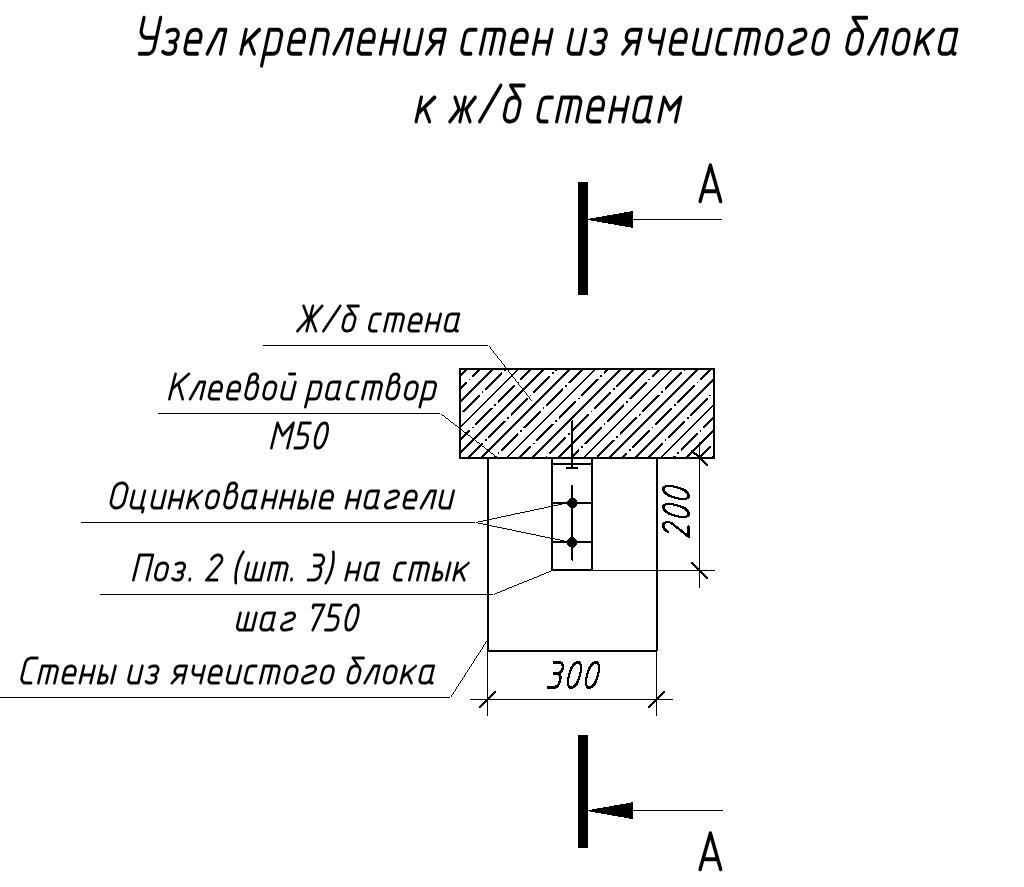 Узел крепления стен из ячеистого блока
к ж/б стенам
А
Ж/б стена
Клеевой раствор
М50
Оцинкованные нагели
200
Поз. 2 (шт. 3) на стык
шаг 750
Стены из ячеистого блока
300
А